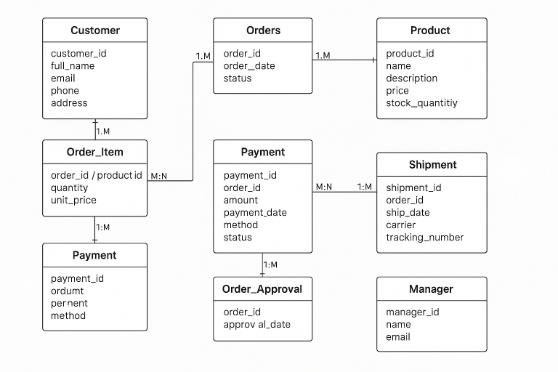 Customer
customer_id
full_name
email
phone
address
Orders
order_id
order_date
status
Product
product_id
name
description
price
stock_quantitiy
1.M
1.M
1.M
Order_Item
order_id / product id
quantity
unit_price
M:N
Payment
payment_id
order_id
amount
payment_date
method
status
M:N
1:M
Shipment
shipment_id
order_id
ship_date
carrier
tracking_number
1:M
Payment
payment_id
ordumt
pernent
method
1:M
Order_Approval
order_id
approv al_date
Manager
manager_id
name
email